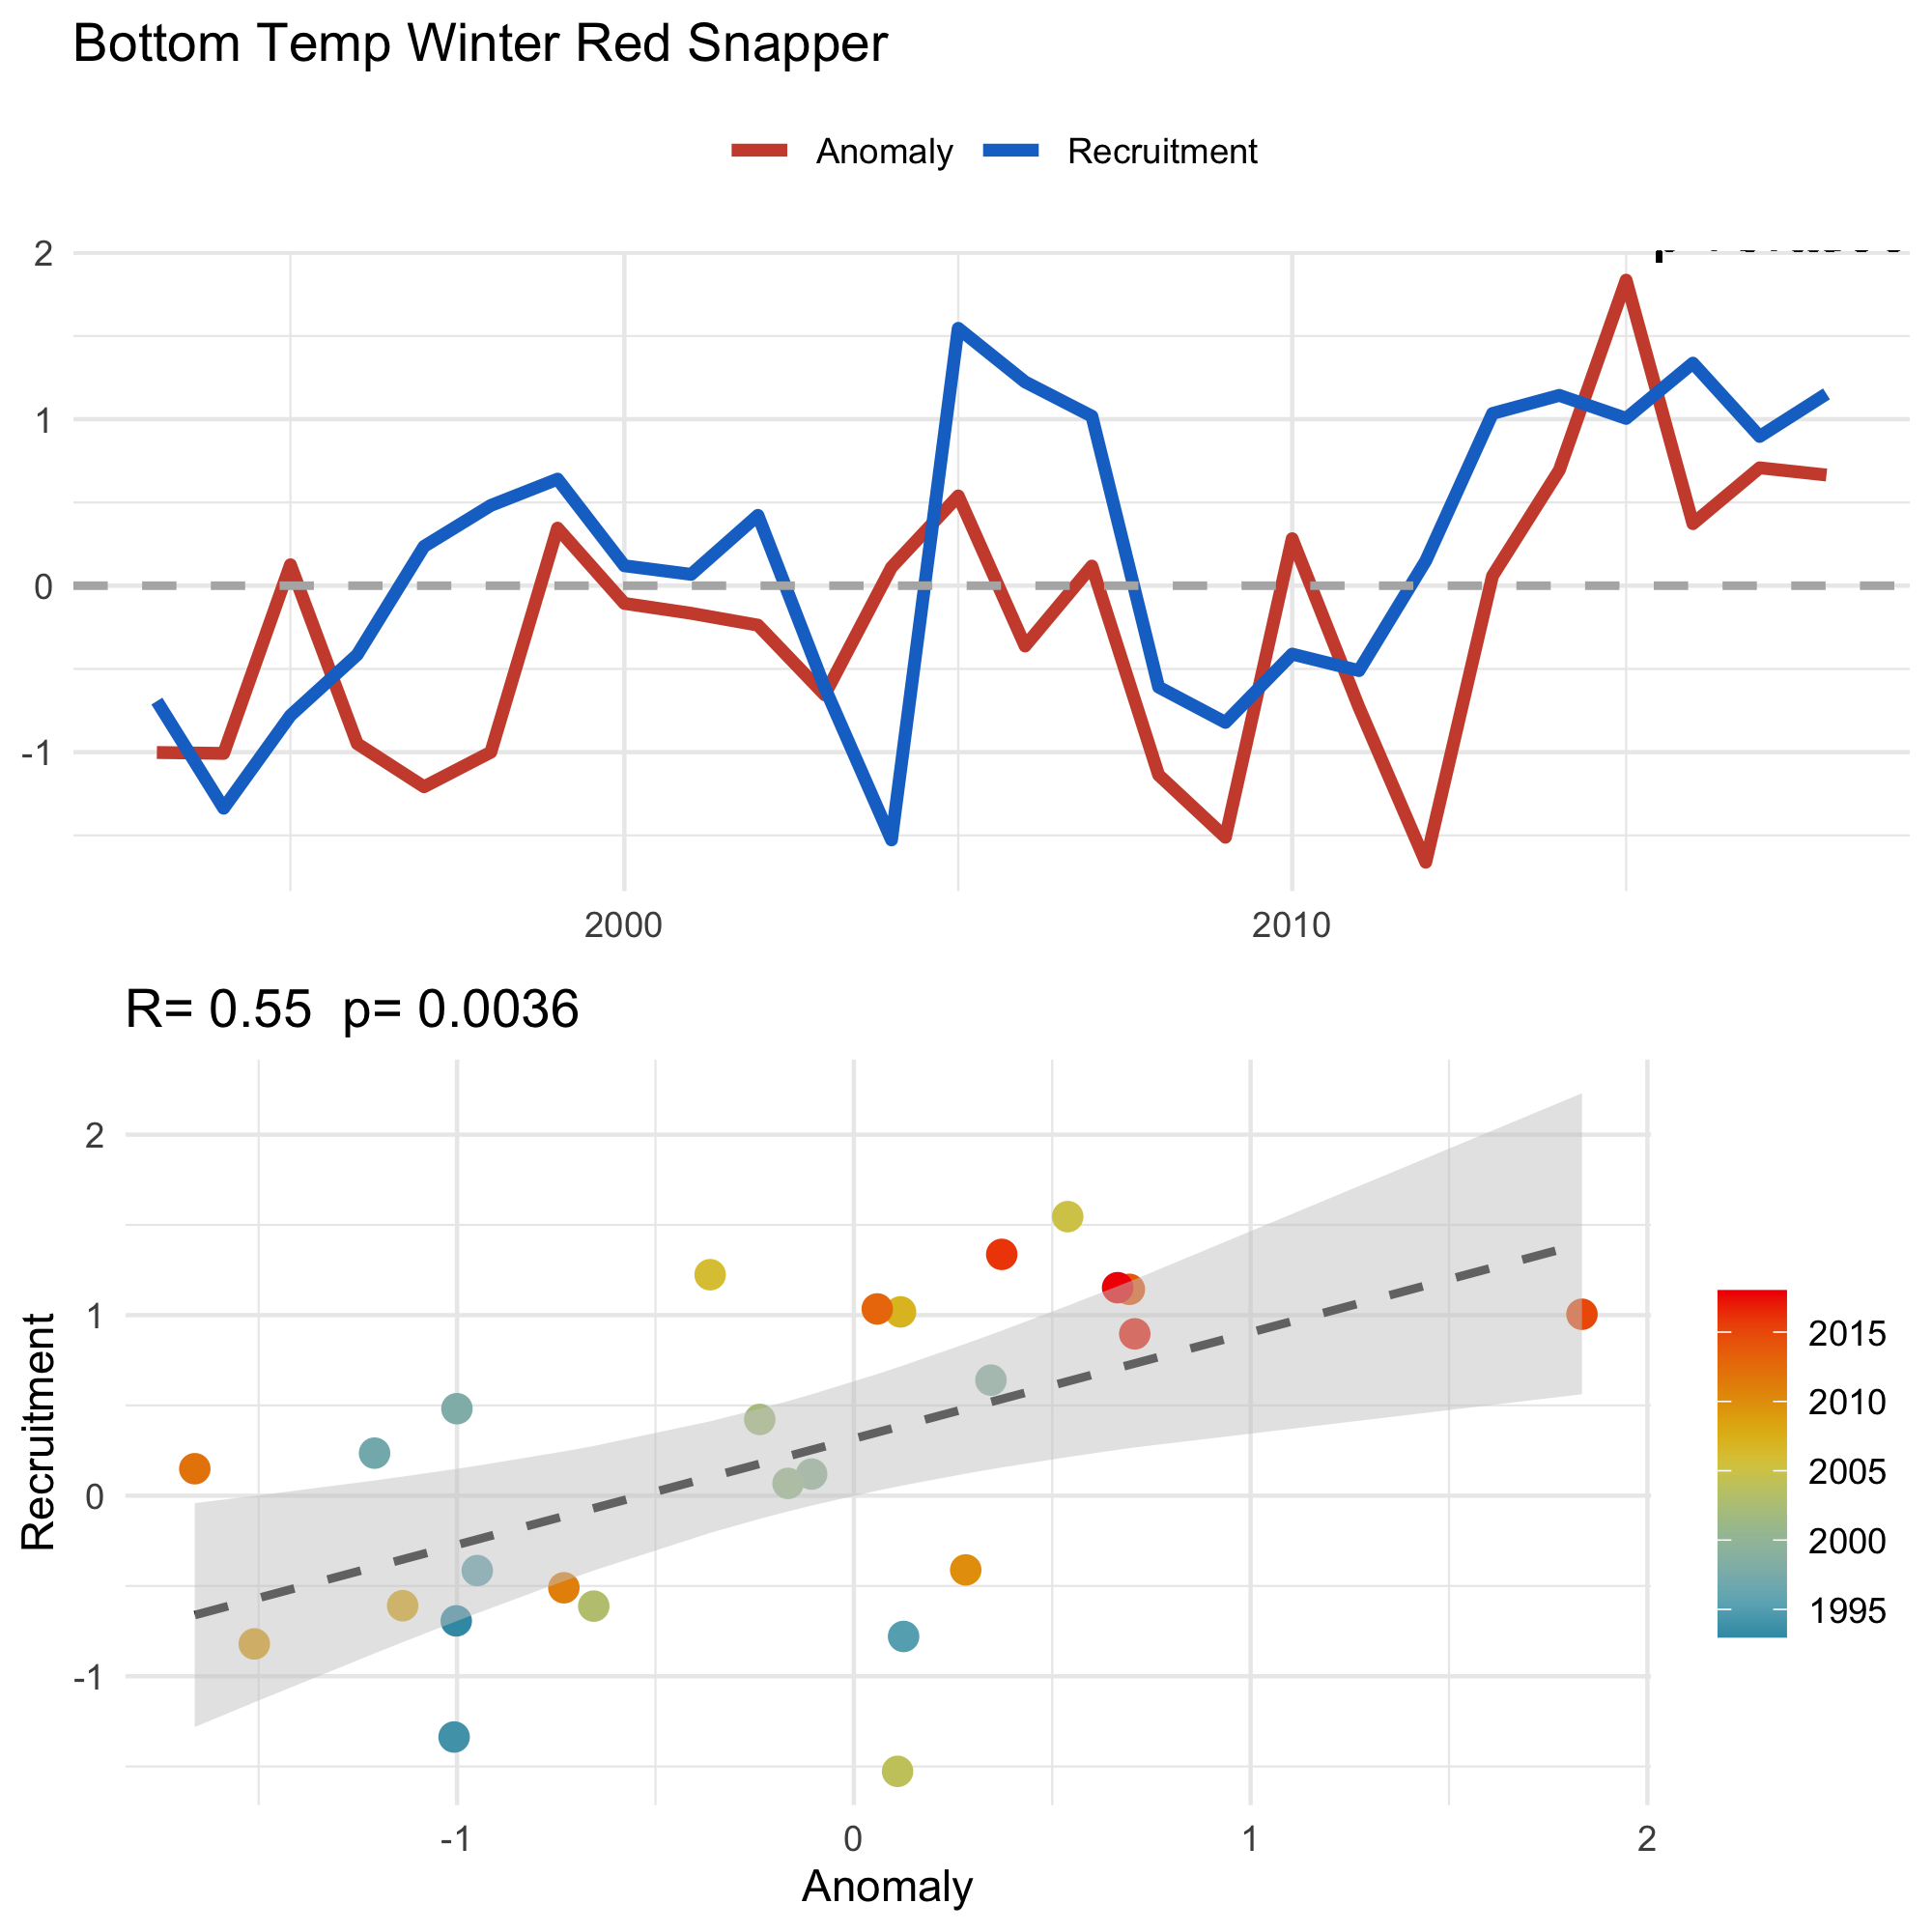 Bottom Temp Winter Red Snapper
Anomaly Recruitment
2
1
0
-1
2000 2010
R= 0.55 p= 0.0036
2
1
0
-1
Recruitment
-1 0 1 2
Anomaly
2015
2010
2005
2000
1995